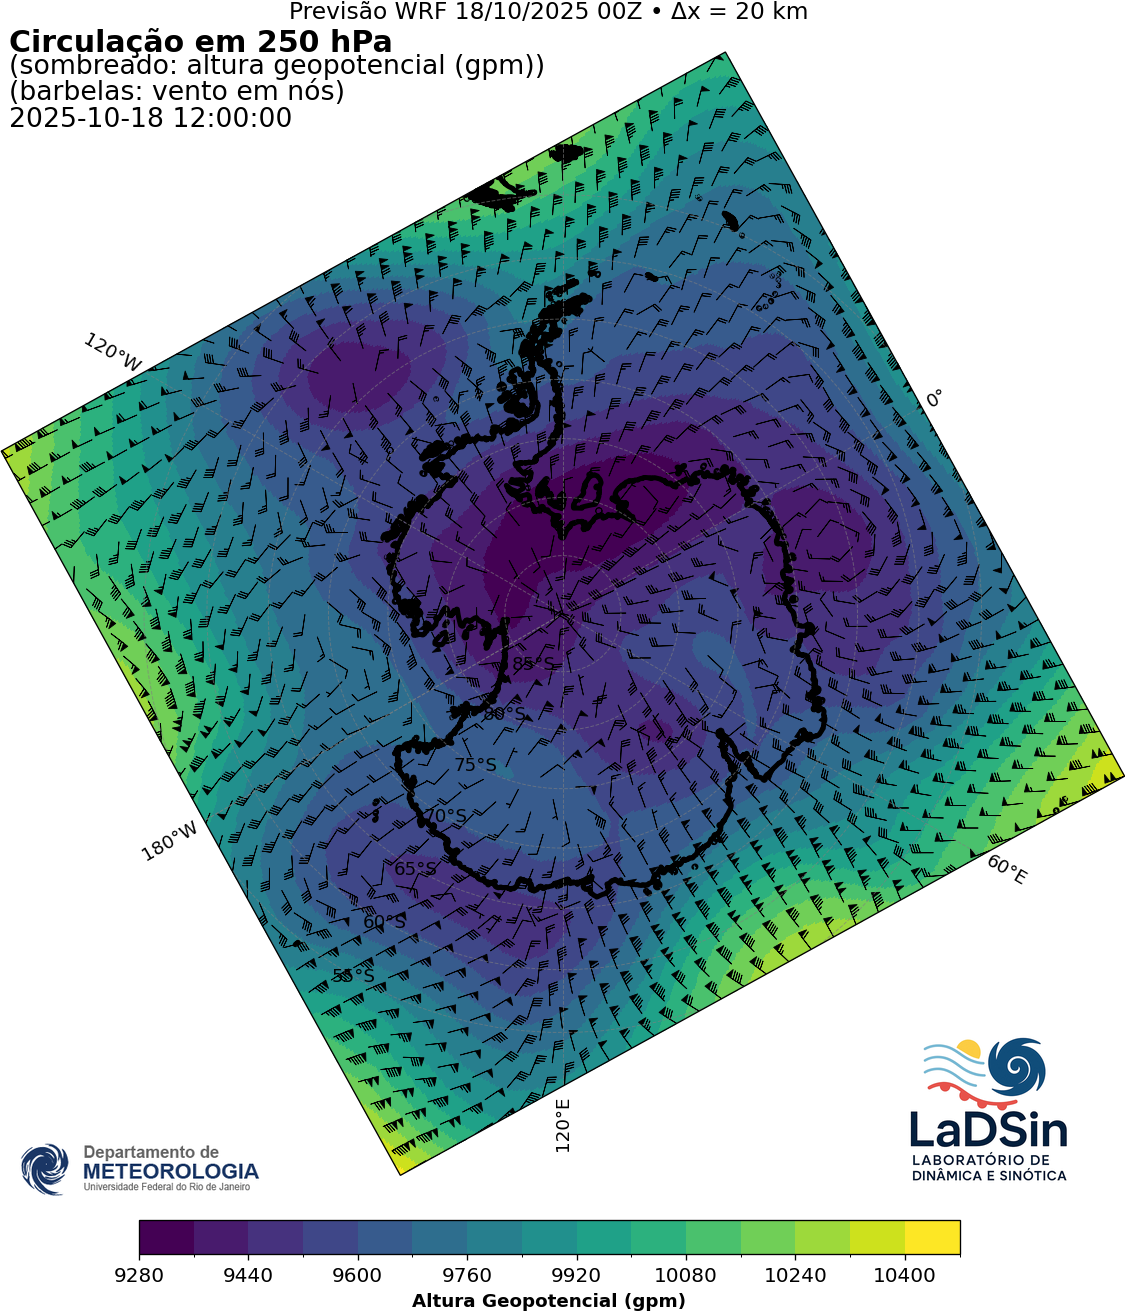 Previsão WRF 18/10/2025 00Z • Δx = 20 km
Circulação em 250 hPa
(sombreado: altura geopotencial (gpm))
(barbelas: vento em nós)
2025-10-18 12:00:00
120°W
0°
85°S
80°S
75°S
70°S
180°W
65°S
60°E
60°S
55°S
120°E
LaDSin
LABORATÓRIO DE
DINÂMICA E SINÓTICA
Departamento de
METEOROLOGIA
Universidade Federal do Rio de Janeiro
9280 9440 9600 9760 9920 10080 10240 10400
Altura Geopotencial (gpm)